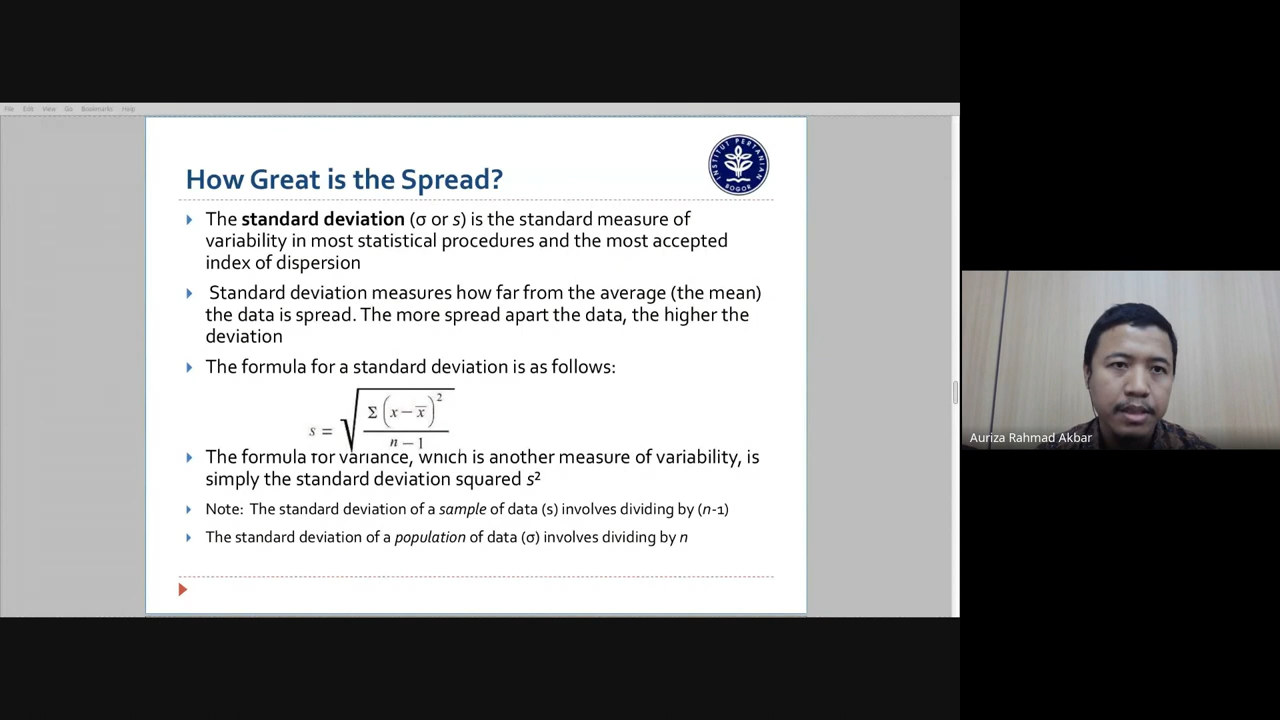 File Edit View Go Bookmarks Help
How Great is the Spread?
INSTITUT PERTANIAN
BOGOR
The standard deviation (σ or s) is the standard measure of
variability in most statistical procedures and the most accepted
index of dispersion
Standard deviation measures how far from the average (the mean)
the data is spread. The more spread apart the data, the higher the
deviation
The formula for a standard deviation is as follows:
s = √(Σ(x − x̅)² / (n − 1))
The formula for variance, which is another measure of variability, is
simply the standard deviation squared s²
Note: The standard deviation of a sample of data (s) involves dividing by (n-1)
The standard deviation of a population of data (σ) involves dividing by n
Auriza Rahmad Akbar